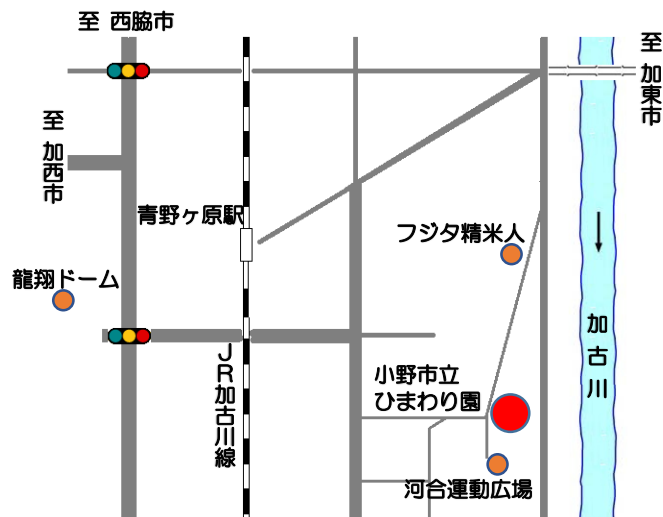 至 西脇市
至 加東市
至 加西市
青野ヶ原駅
フジタ精米人
龍翔ドーム
加古川
JR加古川線
小野市立
ひまわり園
河合運動広場